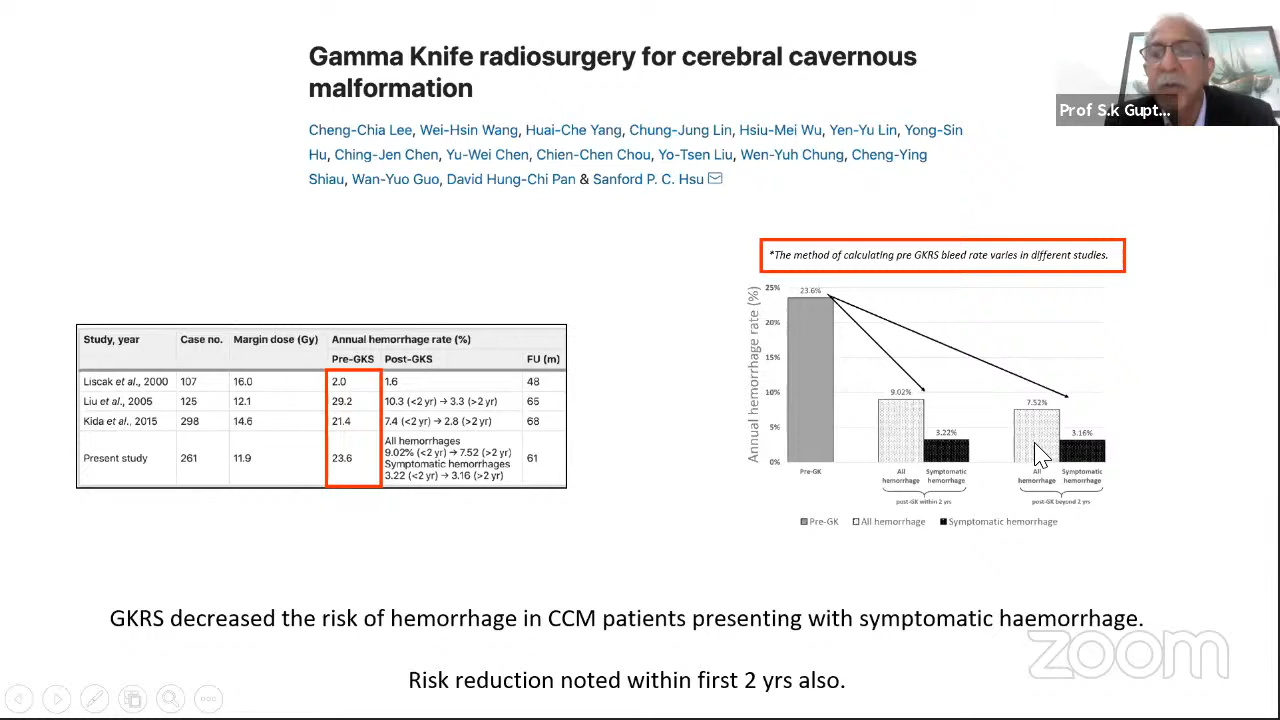 Gamma Knife radiosurgery for cerebral cavernous
malformation
Cheng-Chia Lee, Wei-Hsin Wang, Huai-Che Yang, Chung-Jung Lin, Hsiu-Mei Wu, Yen-Yu Lin, Yong-Sin
Hu, Ching-Jen Chen, Yu-Wei Chen, Chien-Chen Chou, Yo-Tsen Liu, Wen-Yuh Chung, Cheng-Ying
Shiau, Wan-Yuo Guo, David Hung-Chi Pan & Sanford P. C. Hsu
Prof S.k Gupt...
Study, year Case no. Margin dose (Gy) Annual hemorrhage rate (%)
Pre-GKS Post-GKS FU (m)
Liscak et al., 2000 107 16.0 2.0 1.6 48
Liu et al., 2005 125 12.1 29.2 10.3 (<2 yr) → 3.3 (>2 yr) 65
Kida et al., 2015 298 14.6 21.4 7.4 (<2 yr) → 2.8 (>2 yr) 68
Present study 261 11.9 23.6 61
All hemorrhages
9.02% (<2 yr) → 7.52 (>2 yr)
Symptomatic hemorrhages
3.22 (<2 yr) → 3.16 (>2 yr)
*The method of calculating pre GKRS bleed rate varies in different studies.
Annual hemorrhage rate (%)
25%
20%
15%
10%
5%
0%
23.6%
9.02%
3.22%
7.52%
3.16%
Pre-GK
All
hemorrhage
Symptomatic
hemorrhage
All
hemorrhage
Symptomatic
hemorrhage
post-GK within 2 yrs
post-GK beyond 2 yrs
Pre-GK All hemorrhage Symptomatic hemorrhage
GKRS decreased the risk of hemorrhage in CCM patients presenting with symptomatic haemorrhage.
Risk reduction noted within first 2 yrs also.
zoom